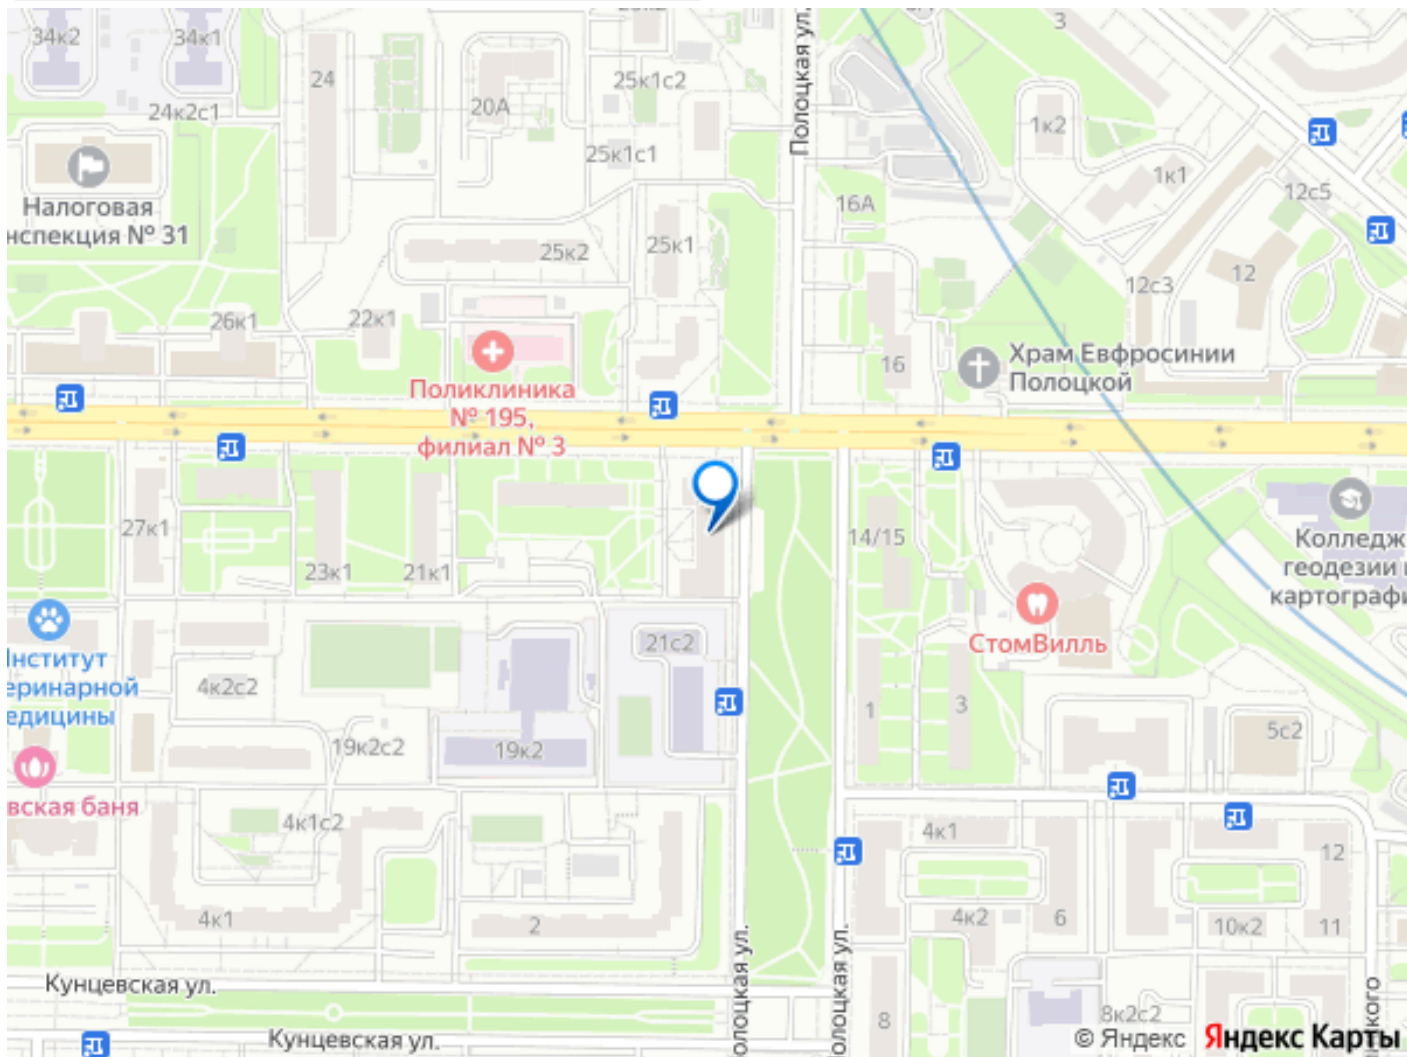 34к2
34к1
24
24к2с1
20А
25к1с2
25к1с1
Полоцкая ул.
3
1к2
1к1
12с5
Налоговая
нспекция № 31
25к2
25к1
16А
12с3
12
26к1
22к1
16
Храм Евфросинии
Полоцкой
Поликлиника
№ 195,
филиал № 3
27к1
23к1
21к1
14/15
Колледж
геодезии
картографи
СтомВилль
нститут
еринарной
едицины
4к2с2
21с2
1
3
5с2
19к2с2
19к2
вская баня
4к1с2
4к1
12
4к1
2
4к2
6
10к2
11
Кунцевская ул.
Полоцкая ул.
олоцкая ул.
8
8к2с2
Кунцевская ул.
© Яндекс Яндекс Карты